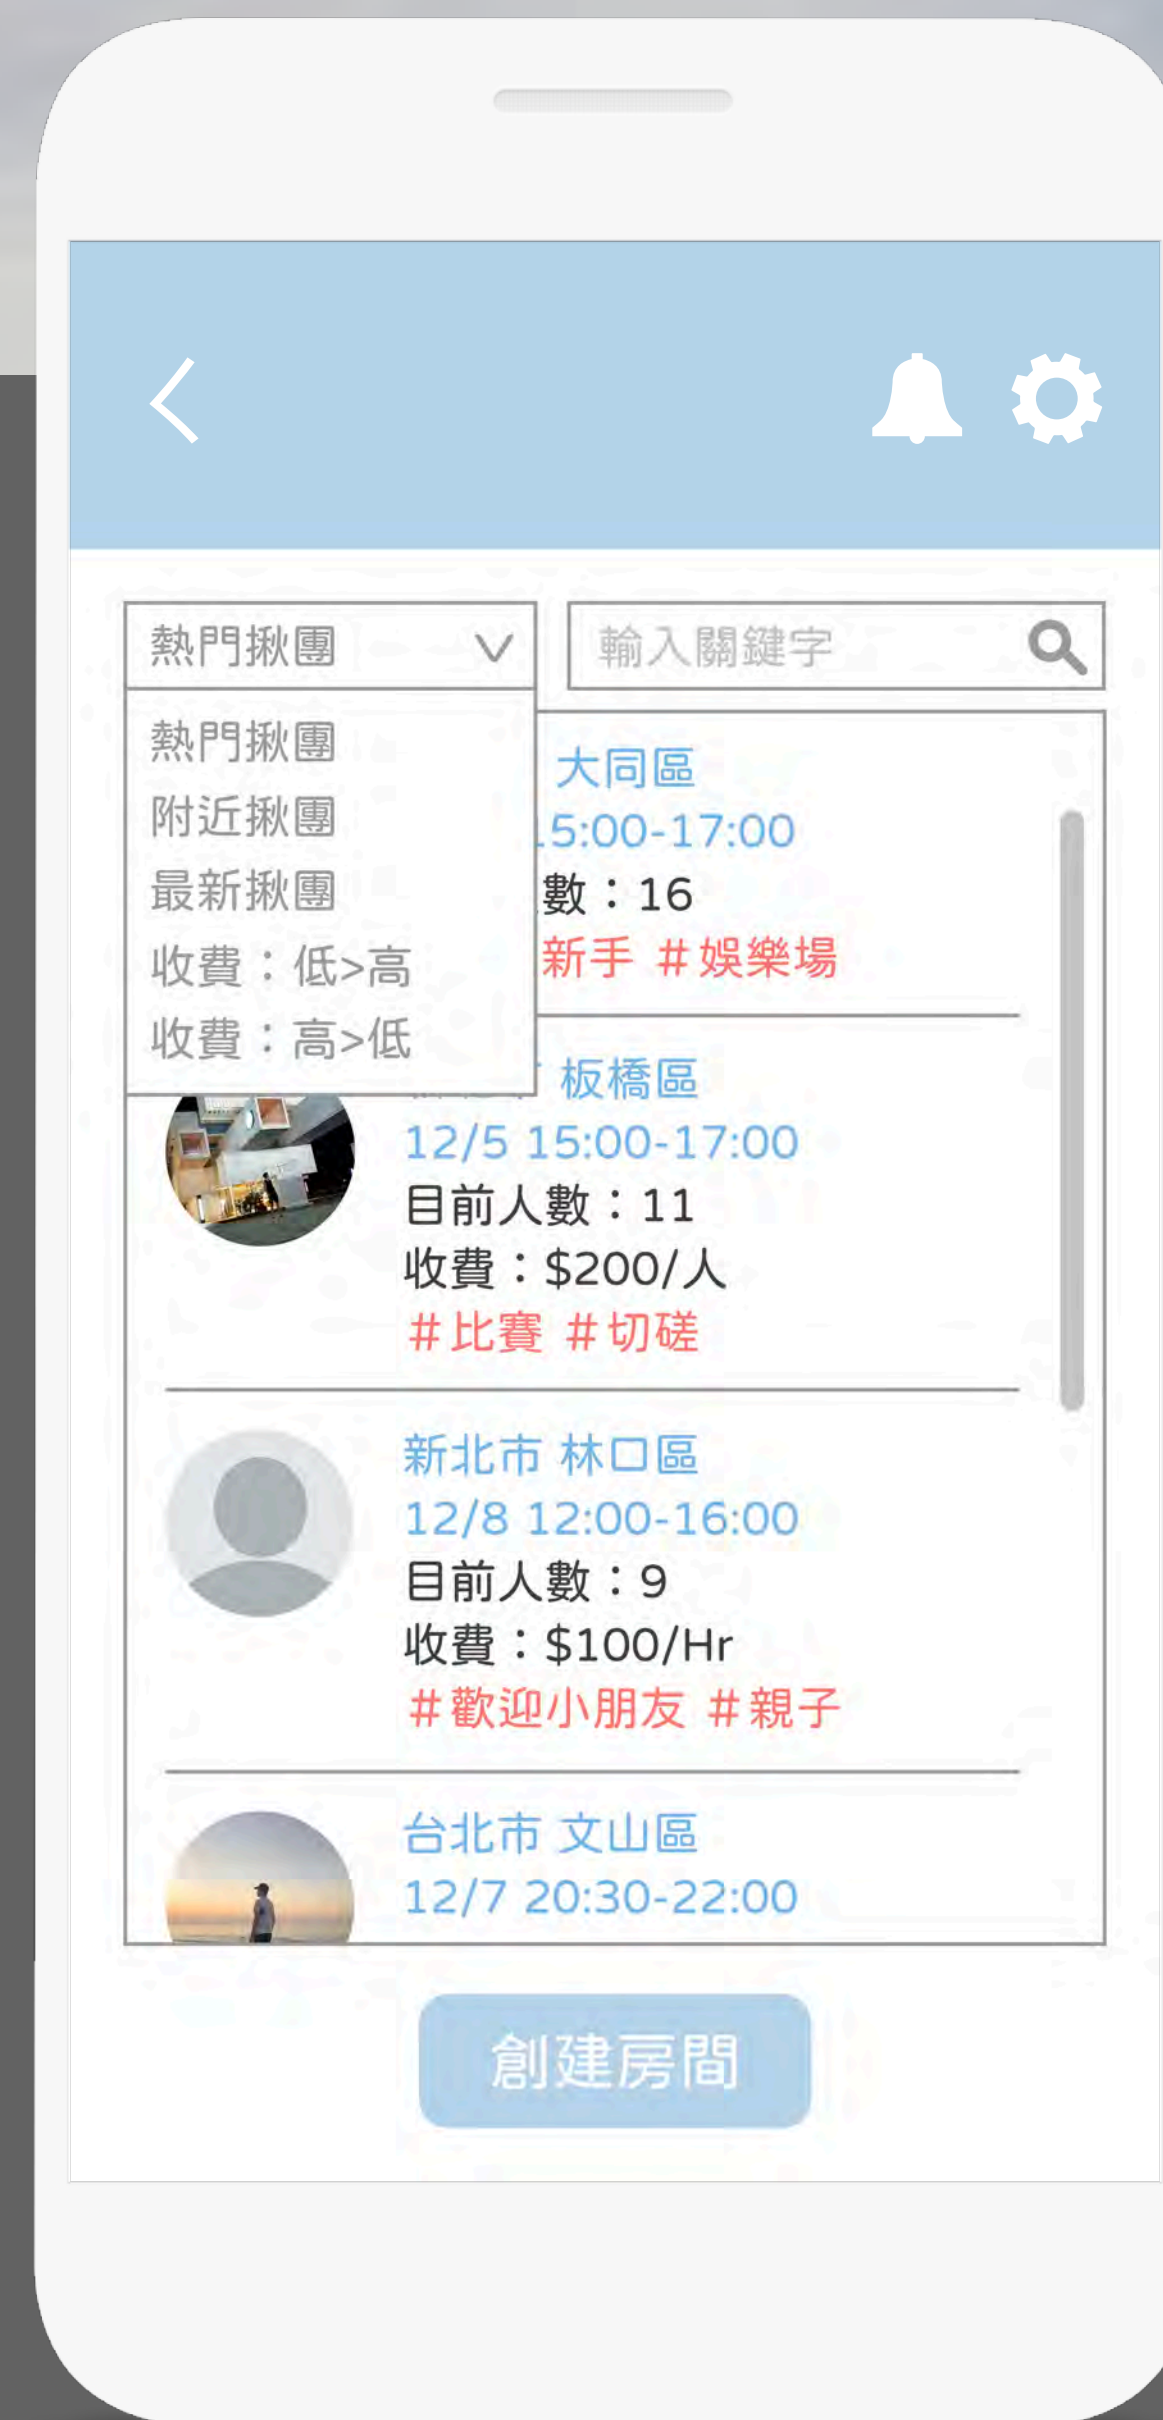 熱門揪團
輸入關鍵字
熱門揪團
附近揪團
最新揪團
收費：低>高
收費：高>低
大同區
5:00-17:00
數：16
新手 #娛樂場
板橋區
12/5 15:00-17:00
目前人數：11
收費：$200/人
#比賽 #切磋
新北市 林口區
12/8 12:00-16:00
目前人數：9
收費：$100/Hr
#歡迎小朋友 #親子
台北市 文山區
12/7 20:30-22:00
創建房間